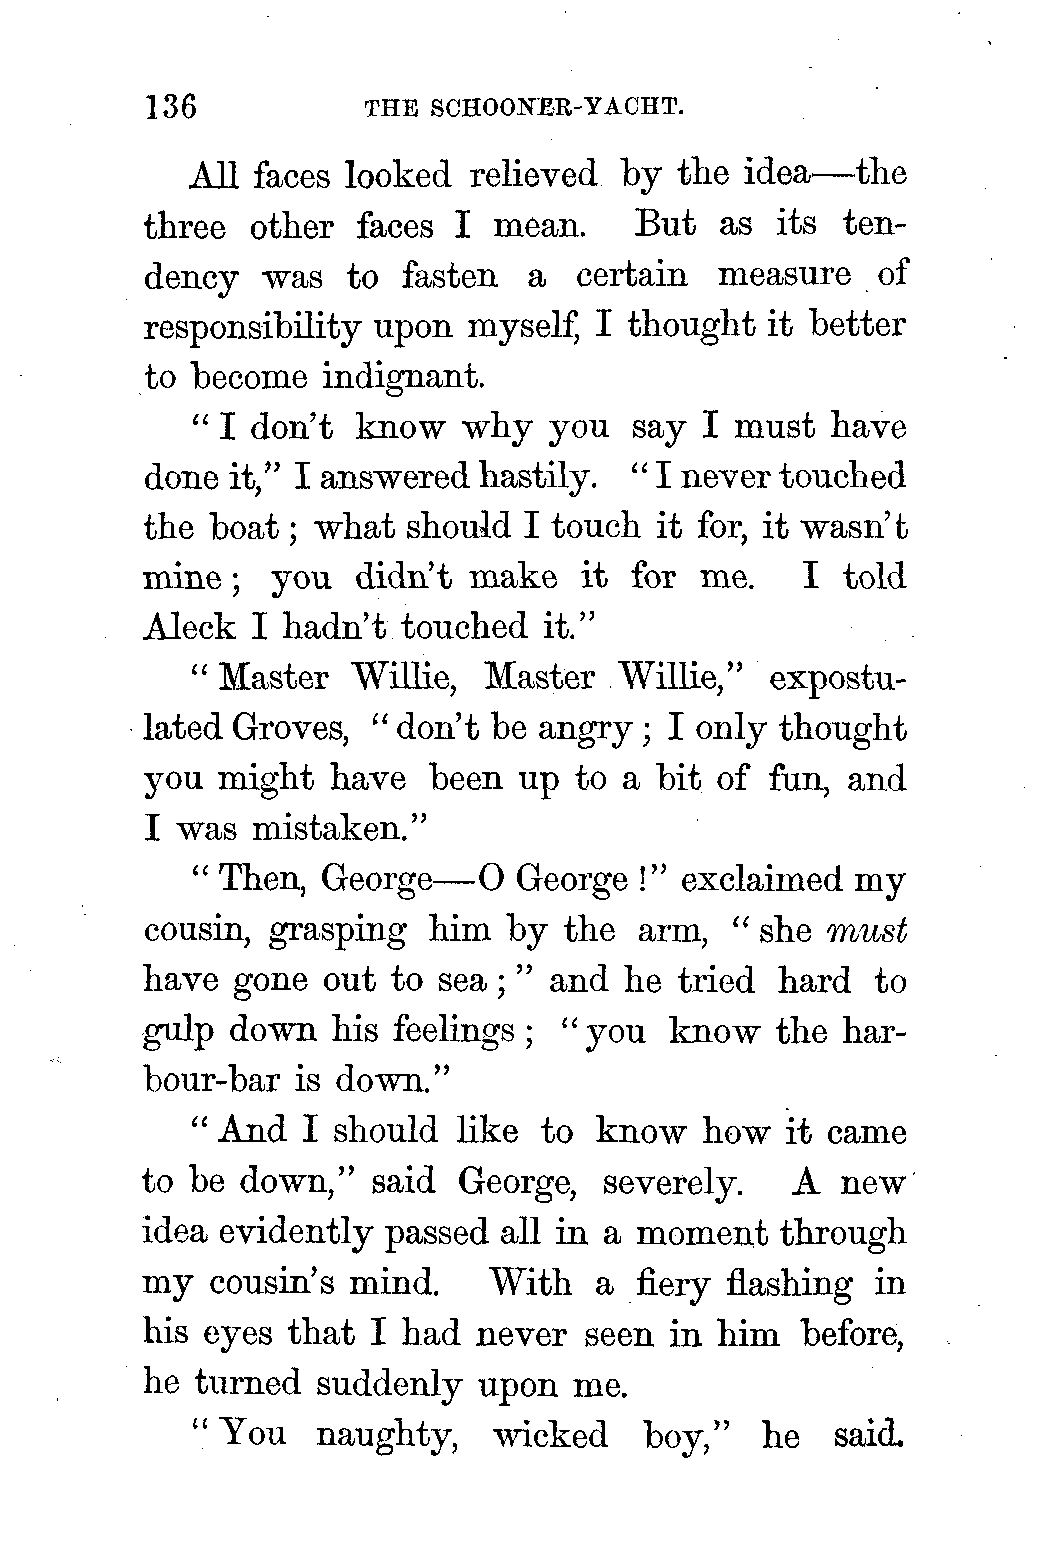 136 THE SCHOONER-YACHT.
All faces looked relieved by the idea—the
three other faces I mean. But as its ten-
dency was to fasten a certain measure of
responsibility upon myself, I thought it better
to become indignant.
“ I don’t know why you say I must have
done it,” I answered hastily. “ I never touched
the boat ; what should I touch it for, it wasn’t
mine ; you didn’t make it for me. I told
Aleck I hadn’t touched it.”
“ Master Willie, Master Willie,” expostu-
lated Groves, “ don’t be angry ; I only thought
you might have been up to a bit of fun, and
I was mistaken.”
“ Then, George—O George !” exclaimed my
cousin, grasping him by the arm, “ she must
have gone out to sea ; ” and he tried hard to
gulp down his feelings ; “ you know the har-
bour-bar is down.”
“ And I should like to know how it came
to be down,” said George, severely. A new
idea evidently passed all in a moment through
my cousin’s mind. With a fiery flashing in
his eyes that I had never seen in him before,
he turned suddenly upon me.
“ You naughty, wicked boy,” he said.